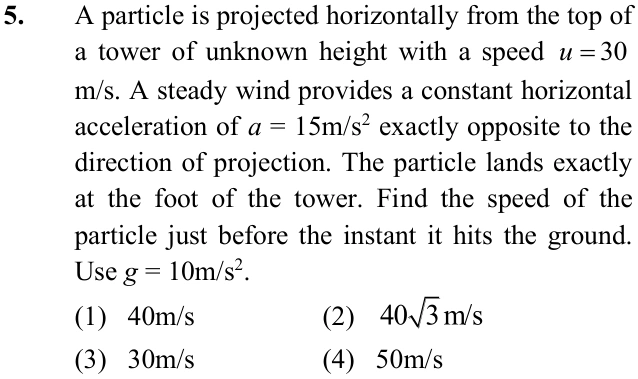 5. A particle is projected horizontally from the top of
a tower of unknown height with a speed u = 30
m/s. A steady wind provides a constant horizontal
acceleration of a = 15m/s² exactly opposite to the
direction of projection. The particle lands exactly
at the foot of the tower. Find the speed of the
particle just before the instant it hits the ground.
Use g = 10m/s².
(1) 40m/s (2) 40√3 m/s
(3) 30m/s (4) 50m/s